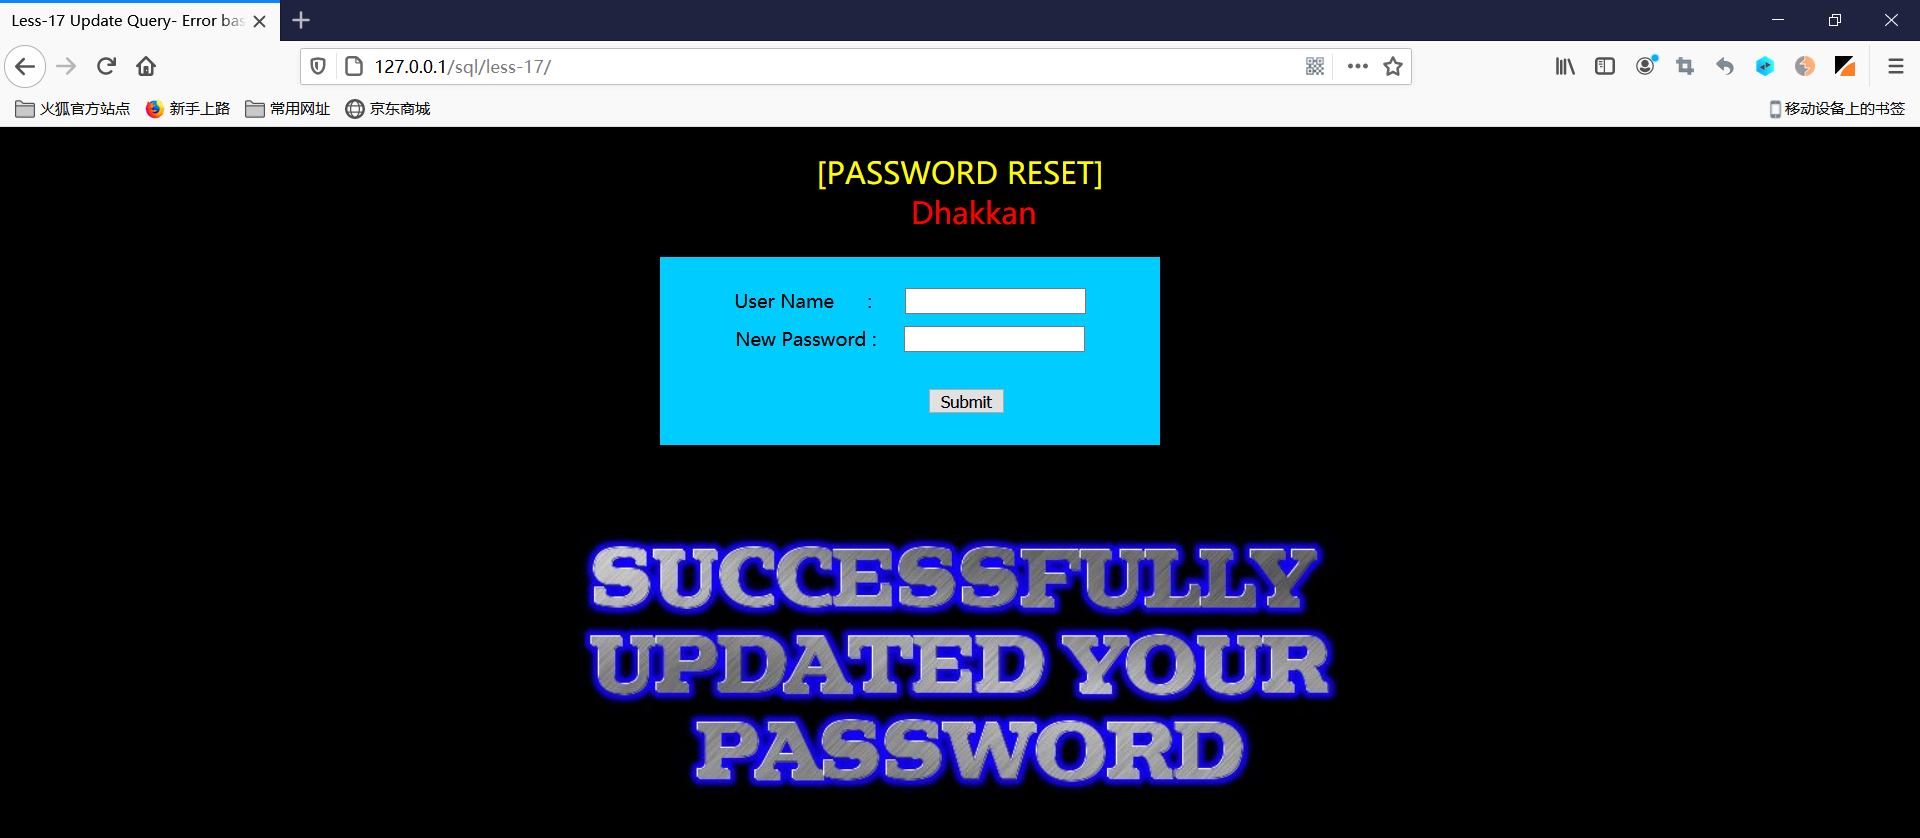 Less-17 Update Query- Error bas
127.0.0.1/sql/less-17/
火狐官方站点 新手上路 常用网址 京东商城 移动设备上的书签
[PASSWORD RESET]
Dhakkan
User Name :
New Password :
Submit
SUCCESSFULLY
UPDATED YOUR
PASSWORD